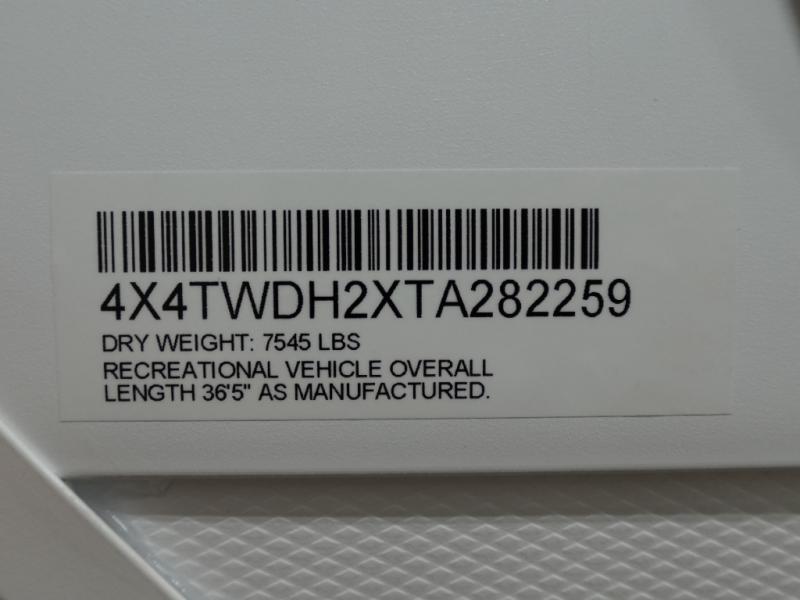 4X4TWDH2XTA282259
DRY WEIGHT: 7545 LBS
RECREATIONAL VEHICLE OVERALL
LENGTH 36'5" AS MANUFACTURED.